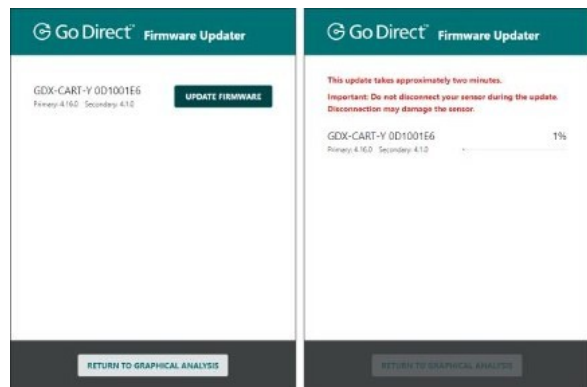 Go Direct™ Firmware Updater
GDX-CART-Y 0D1001E6
Primary: 4.16.0 Secondary: 4.1.0
UPDATE FIRMWARE
RETURN TO GRAPHICAL ANALYSIS
Go Direct™ Firmware Updater
This update takes approximately two minutes.
Important: Do not disconnect your sensor during the update.
Disconnection may damage the sensor.
GDX-CART-Y 0D1001E6 1%
Primary: 4.16.0 Secondary: 4.1.0
RETURN TO GRAPHICAL ANALYSIS